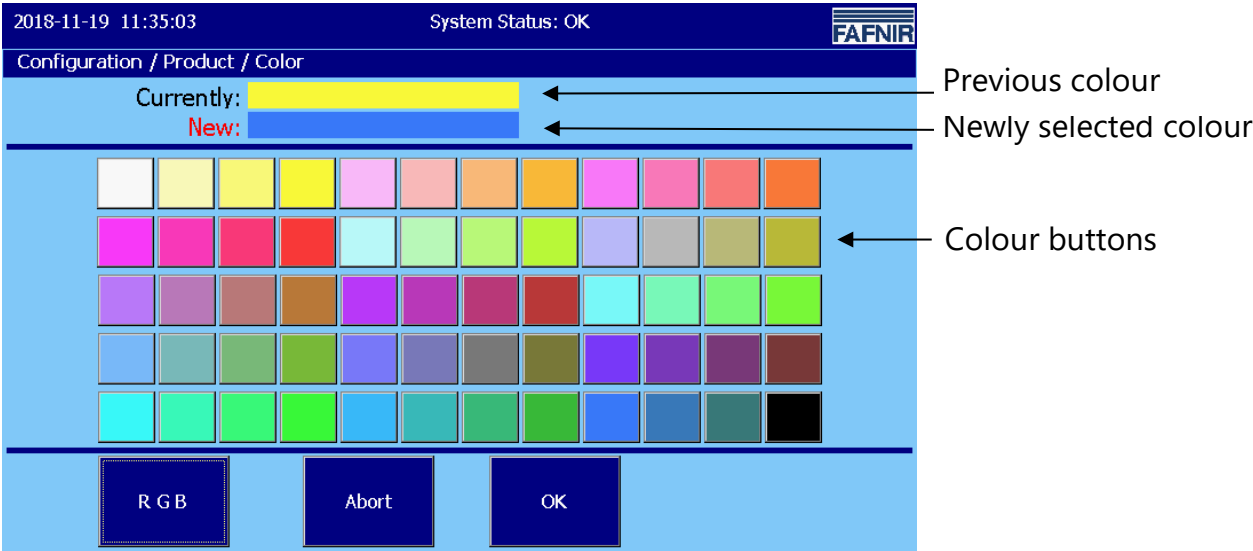 2018-11-19 11:35:03 System Status: OK FAFNIR
Configuration / Product / Color
Currently: Previous colour
New: Newly selected colour
Colour buttons
R G B Abort OK